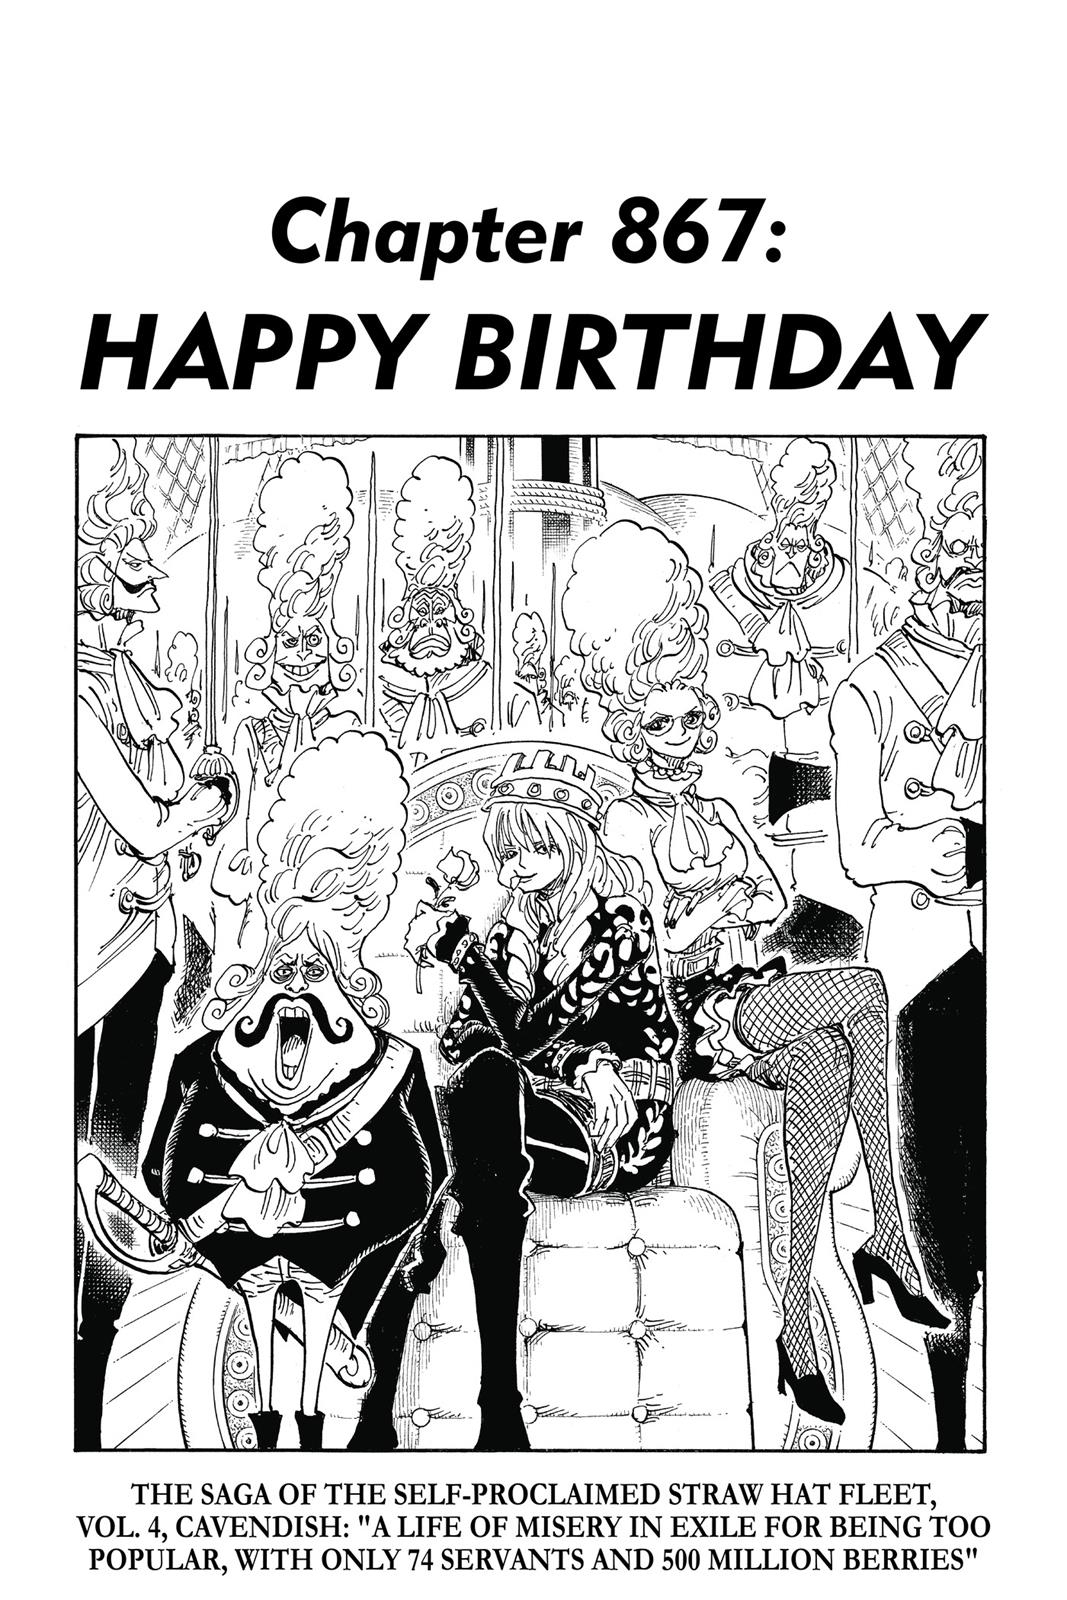 Chapter 867:
HAPPY BIRTHDAY
THE SAGA OF THE SELF-PROCLAIMED STRAW HAT FLEET,
VOL. 4, CAVENDISH: "A LIFE OF MISERY IN EXILE FOR BEING TOO
POPULAR, WITH ONLY 74 SERVANTS AND 500 MILLION BERRIES"